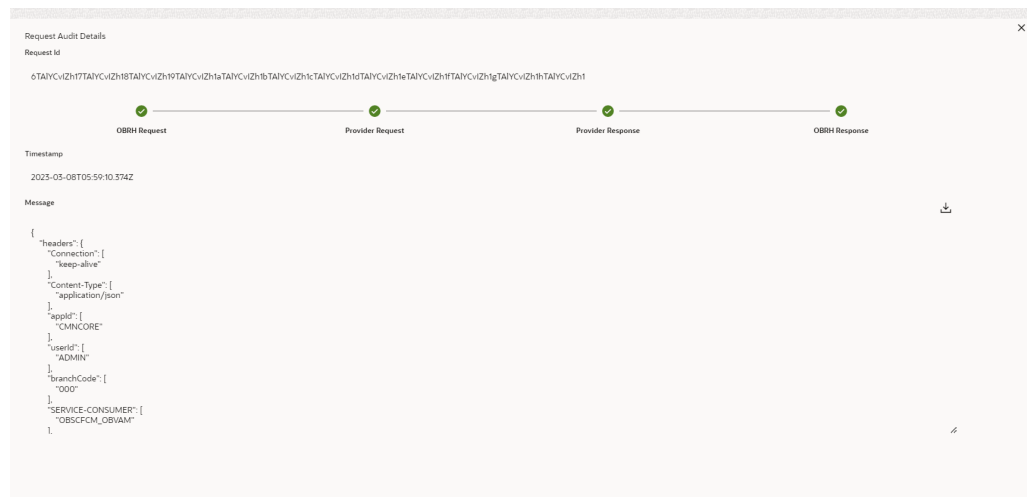 Request Audit Details
Request Id
6TAlYCvIZh17TAlYCvIZh18TAlYCvIZh19TAlYCvIZh1aTAlYCvIZh1bTAlYCvIZh1cTAlYCvIZh1dTAlYCvIZh1eTAlYCvIZh1fTAlYCvIZh1gTAlYCvIZh1hTAlYCvIZh1
OBRH Request Provider Request Provider Response OBRH Response
Timestamp
2023-03-08T05:59:10.374Z
Message
{
"headers": {
"Connection": [
"keep-alive"
],
"Content-Type": [
"application/json"
],
"appId": [
"CMNCORE"
],
"userId": [
"ADMIN"
],
"branchCode": [
"000"
],
"SERVICE-CONSUMER": [
"OBSCFCM_OBVAM"
],